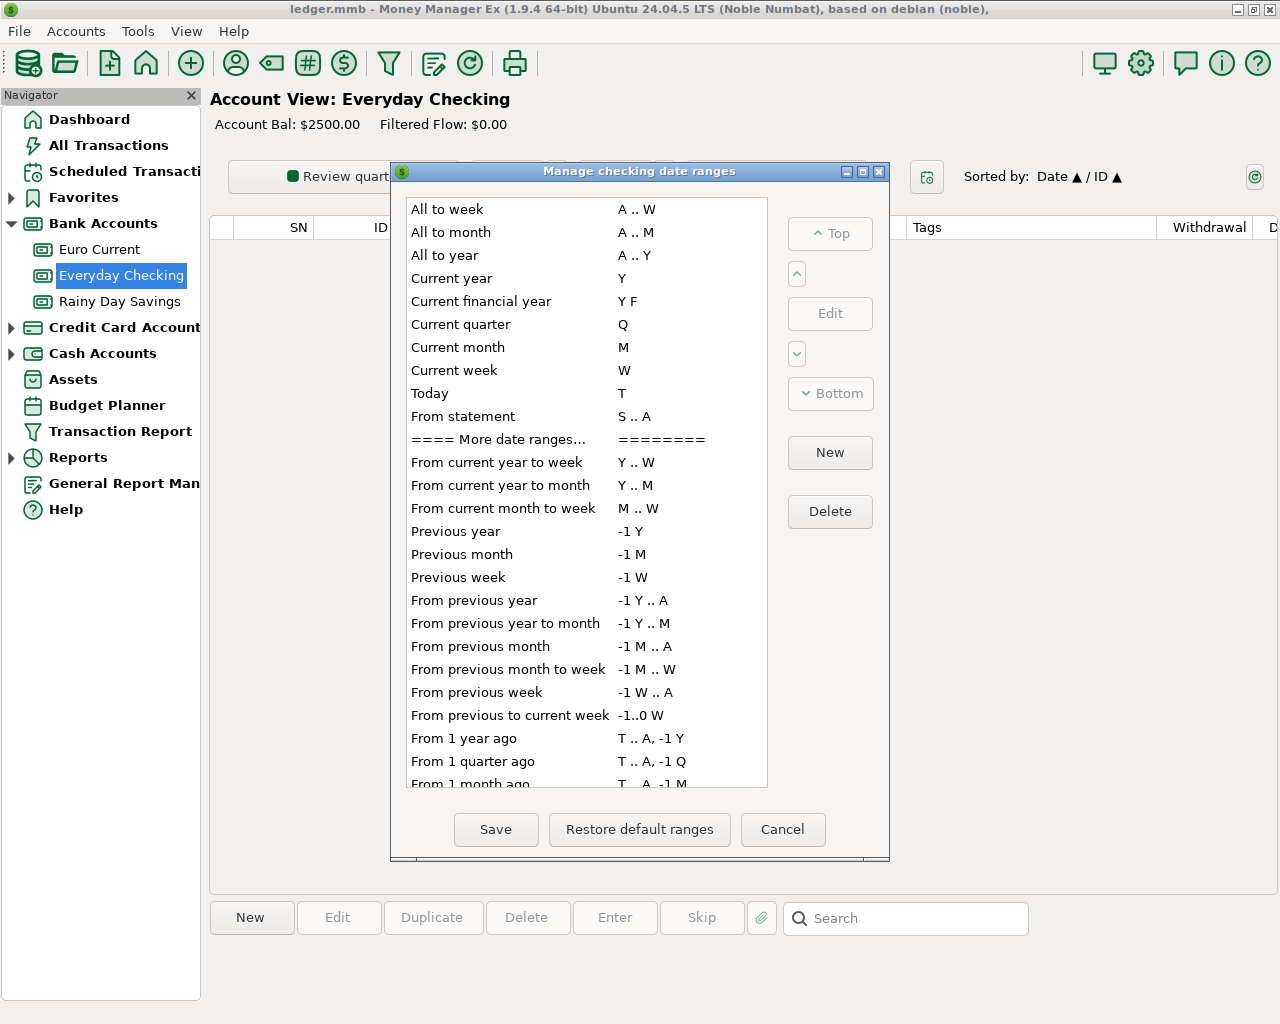 ledger.mmb - Money Manager Ex (1.9.4 64-bit) Ubuntu 24.04.5 LTS (Noble Numbat), based on debian (noble),
File Accounts Tools View Help
Navigator
Dashboard
All Transactions
Scheduled Transacti
Favorites
Bank Accounts
Euro Current
Everyday Checking
Rainy Day Savings
Credit Card Account
Cash Accounts
Assets
Budget Planner
Transaction Report
Reports
General Report Man
Help
Account View: Everyday Checking
Account Bal: $2500.00 Filtered Flow: $0.00
Review quart
Sorted by: Date ▲ / ID ▲
SN ID Tags Withdrawal D
Manage checking date ranges
All to week A .. W
All to month A .. M
All to year A .. Y
Current year Y
Current financial year Y F
Current quarter Q
Current month M
Current week W
Today T
From statement S .. A
==== More date ranges... ========
From current year to week Y .. W
From current year to month Y .. M
From current month to week M .. W
Previous year -1 Y
Previous month -1 M
Previous week -1 W
From previous year -1 Y .. A
From previous year to month -1 Y .. M
From previous month -1 M .. A
From previous month to week -1 M .. W
From previous week -1 W .. A
From previous to current week -1..0 W
From 1 year ago T .. A, -1 Y
From 1 quarter ago T .. A, -1 Q
From 1 month ago T .. A, -1 M
Top
Edit
Bottom
New
Delete
Save Restore default ranges Cancel
New Edit Duplicate Delete Enter Skip Search